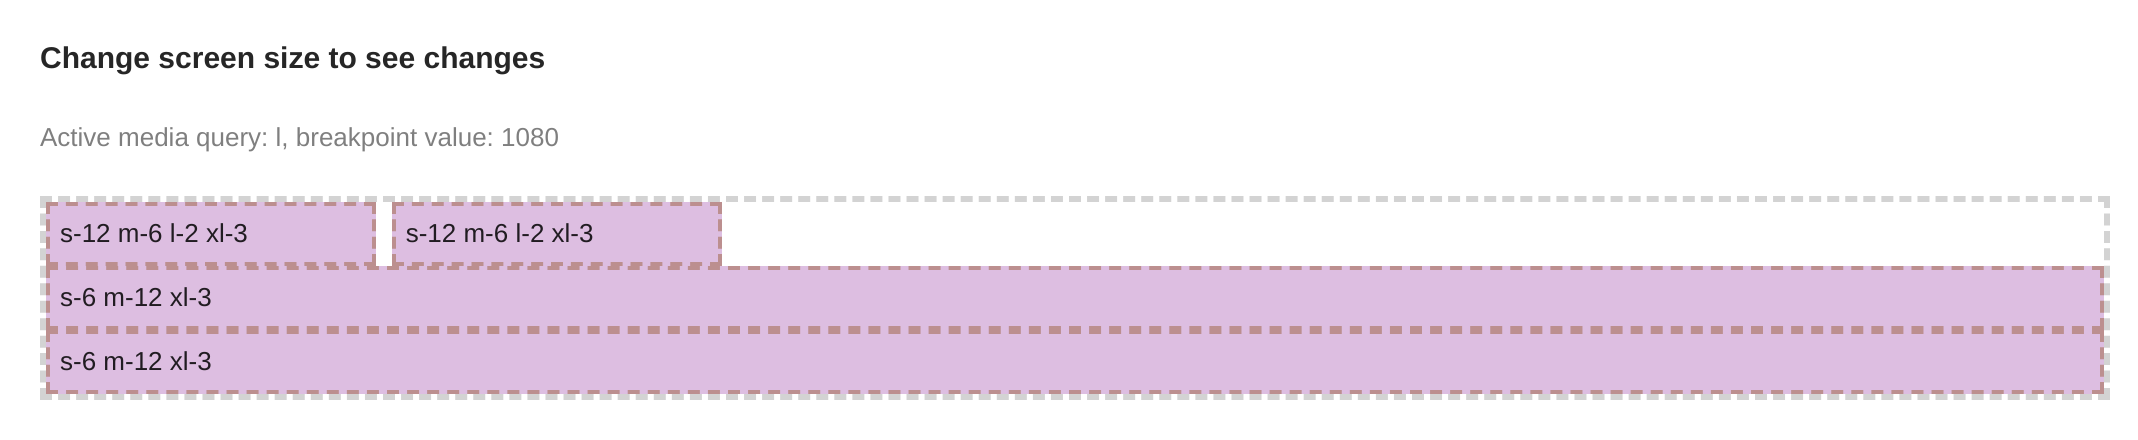 Change screen size to see changes
Active media query: l, breakpoint value: 1080
s-12 m-6 l-2 xl-3 s-12 m-6 l-2 xl-3
s-6 m-12 xl-3
s-6 m-12 xl-3